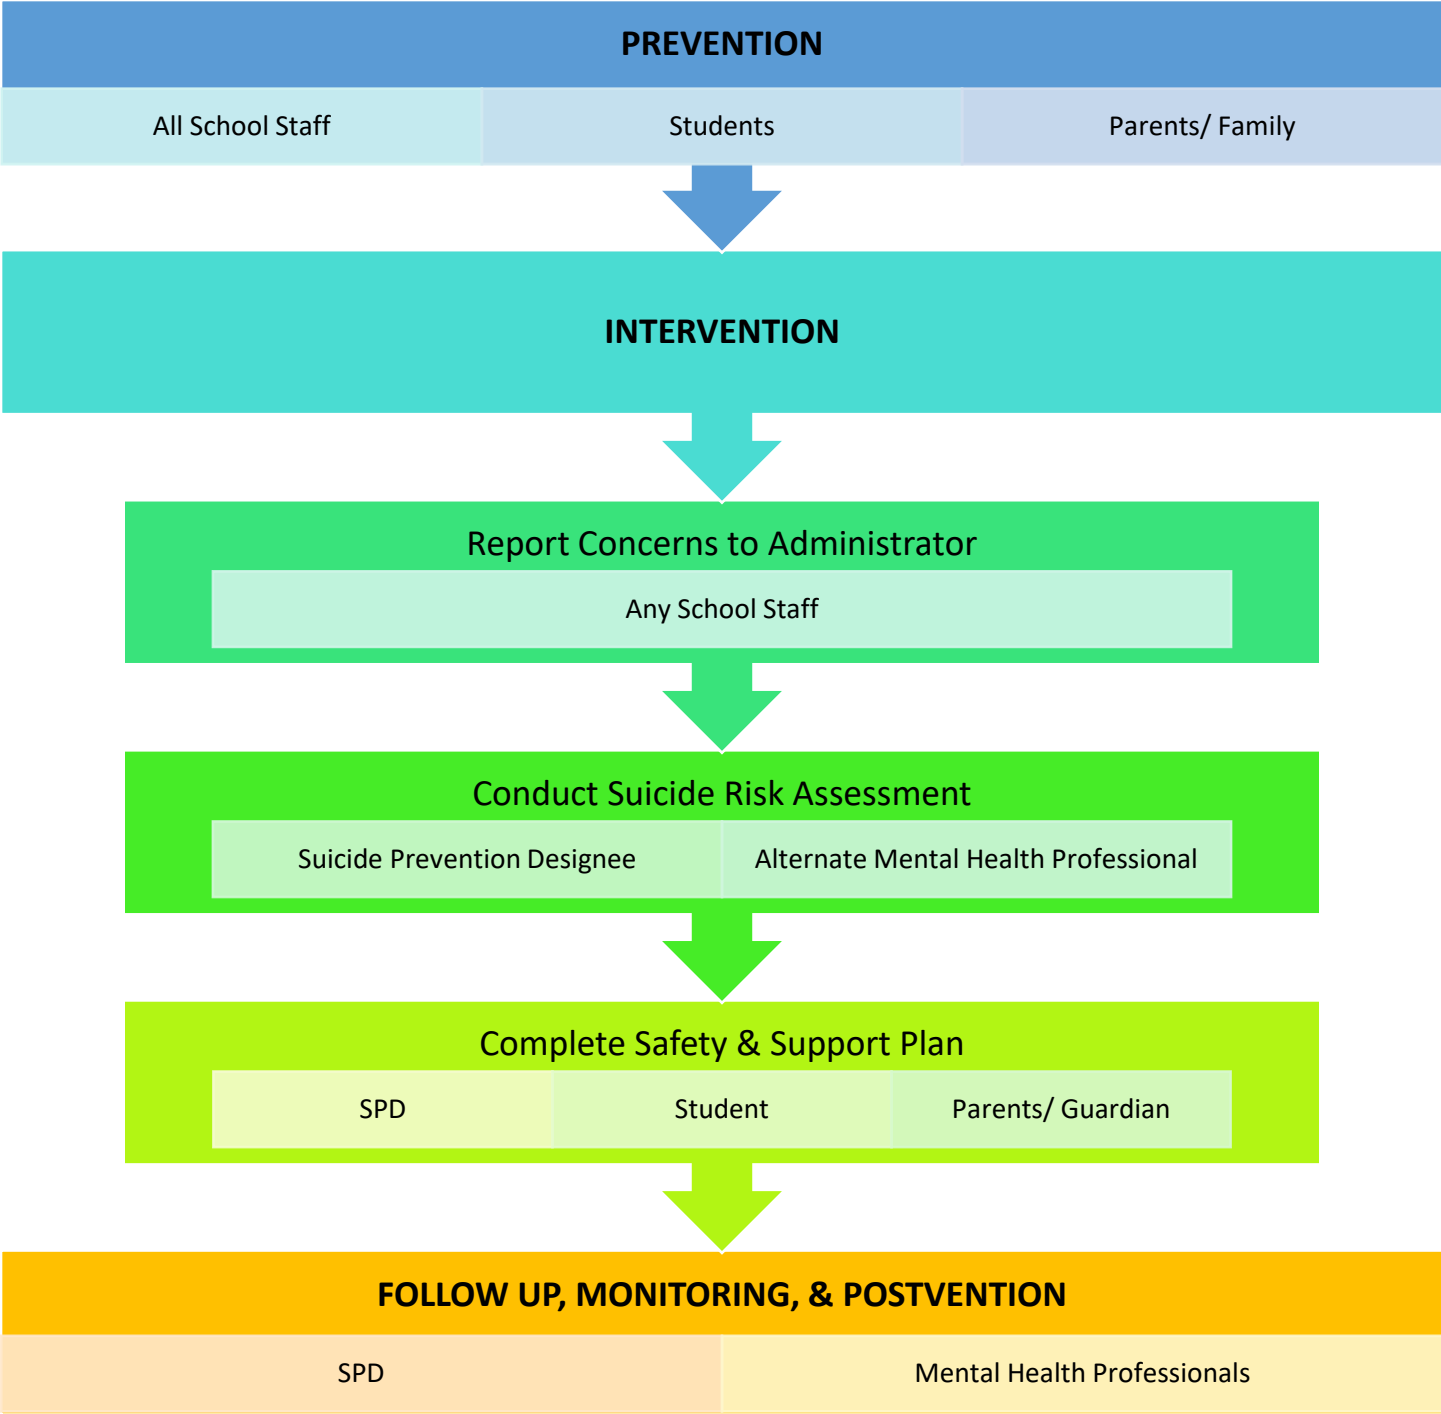 PREVENTION
All School Staff
Students
Parents/ Family
INTERVENTION
Report Concerns to Administrator
Any School Staff
Conduct Suicide Risk Assessment
Suicide Prevention Designee
Alternate Mental Health Professional
Complete Safety & Support Plan
SPD
Student
Parents/ Guardian
FOLLOW UP, MONITORING, & POSTVENTION
SPD
Mental Health Professionals